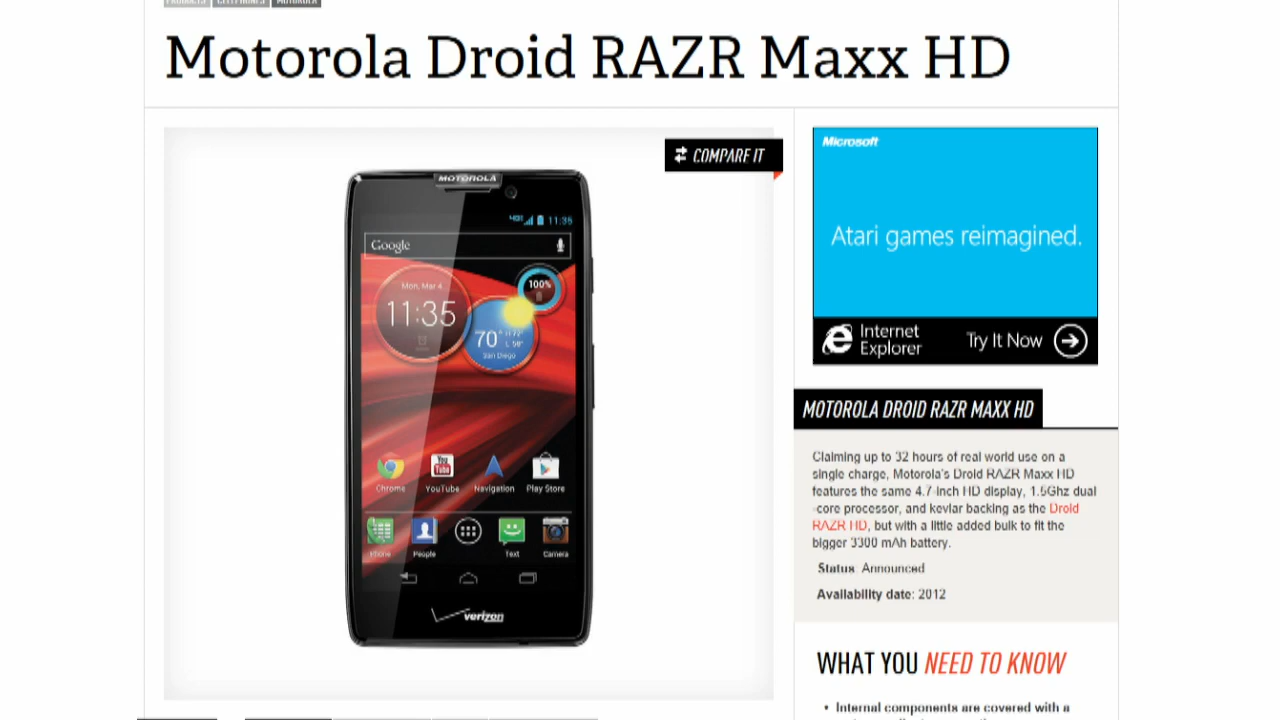 PRODUCTS CELLPHONES MOTOROLA
Motorola Droid RAZR Maxx HD
COMPARE IT
MOTOROLA
11:35
Google
Mon, Mar 4
11:35
100%
70°
San Diego
Chrome YouTube Navigation Play Store
Phone People Text Camera
verizon
Microsoft
Atari games reimagined.
Internet Explorer
Try It Now
MOTOROLA DROID RAZR MAXX HD
Claiming up to 32 hours of real world use on a
single charge, Motorola's Droid RAZR Maxx HD
features the same 4.7-inch HD display, 1.5Ghz dual
-core processor, and kevlar backing as the Droid
RAZR HD, but with a little added bulk to fit the
bigger 3300 mAh battery.
Status: Announced
Availability date: 2012
WHAT YOU NEED TO KNOW
• Internal components are covered with a